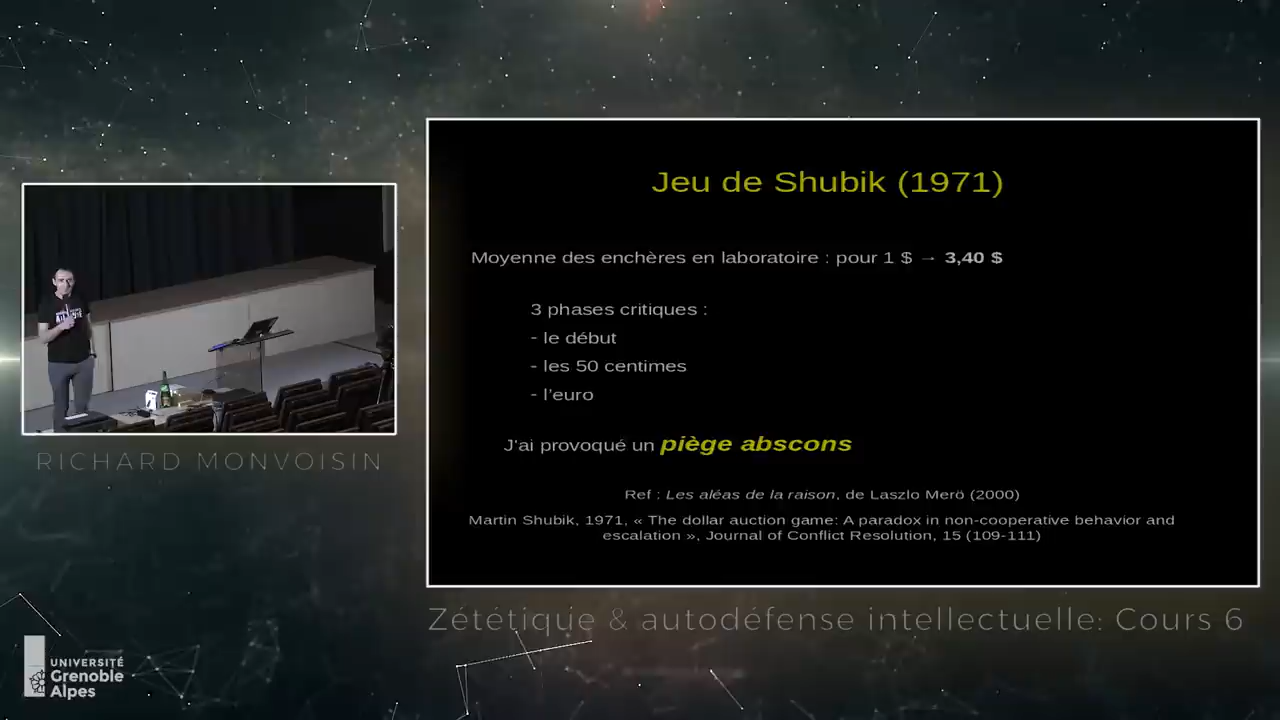 Jeu de Shubik (1971)
Moyenne des enchères en laboratoire : pour 1 $ → 3,40 $
3 phases critiques :
- le début
- les 50 centimes
- l'euro
J'ai provoqué un piège abscons
Ref : Les aléas de la raison, de Laszlo Merö (2000)
Martin Shubik, 1971, « The dollar auction game: A paradox in non-cooperative behavior and
escalation », Journal of Conflict Resolution, 15 (109-111)
RICHARD MONVOISIN
Zététique & autodéfense intellectuelle: Cours 6
UNIVERSITÉ
Grenoble
Alpes